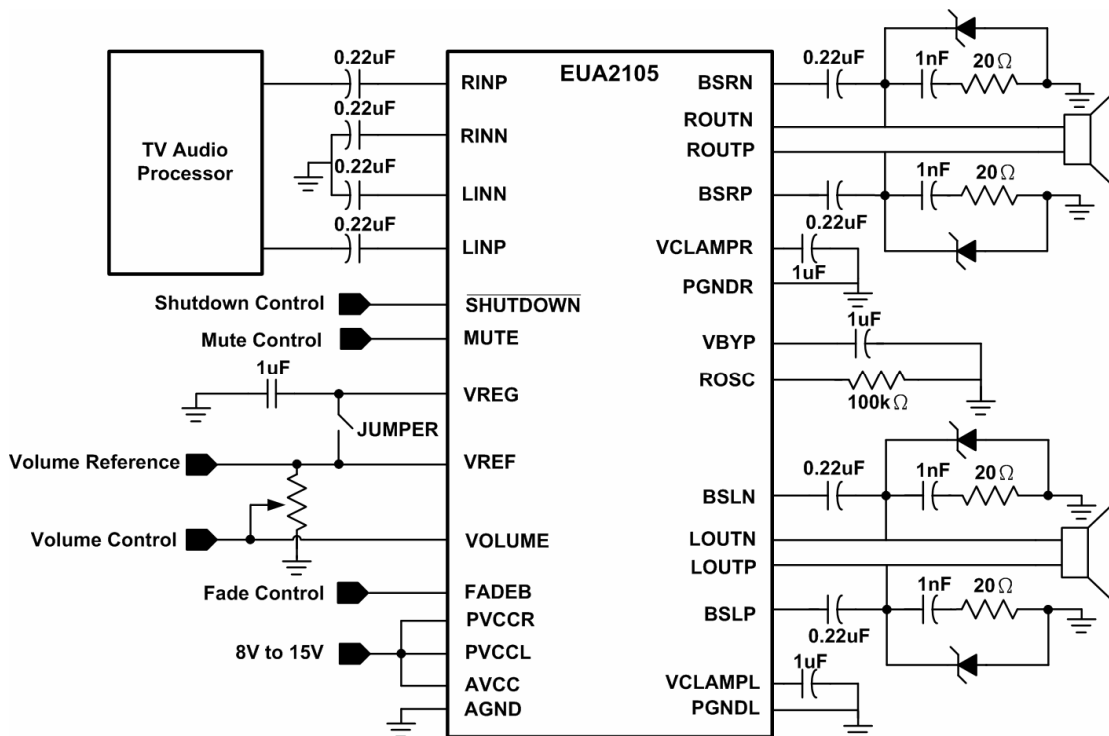 EUA2105
TV Audio
Processor
0.22uF
0.22uF
0.22uF
0.22uF
RINP
RINN
LINN
LINP
Shutdown Control
SHUTDOWN
Mute Control
MUTE
1uF
VREG
JUMPER
Volume Reference
VREF
Volume Control
VOLUME
Fade Control
FADEB
PVCCR
8V to 15V
PVCCL
AVCC
AGND
BSRN
0.22uF
1nF
20Ω
ROUTN
ROUTP
BSRP
1nF
20Ω
0.22uF
VCLAMPR
1uF
PGNDR
1uF
VBYP
ROSC
100kΩ
BSLN
0.22uF
1nF
20Ω
LOUTN
LOUTP
BSLP
1nF
20Ω
0.22uF
1uF
VCLAMPL
PGNDL